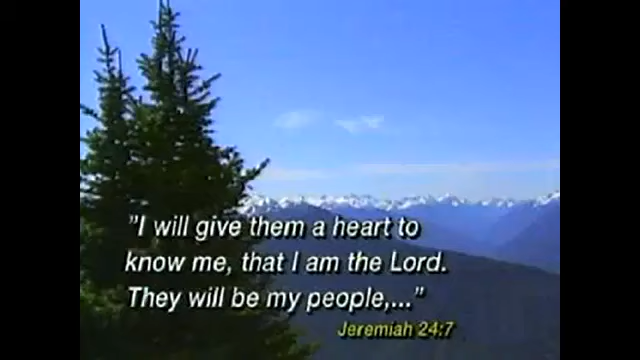 "I will give them a heart to
know me, that I am the Lord.
They will be my people,..."
Jeremiah 24:7